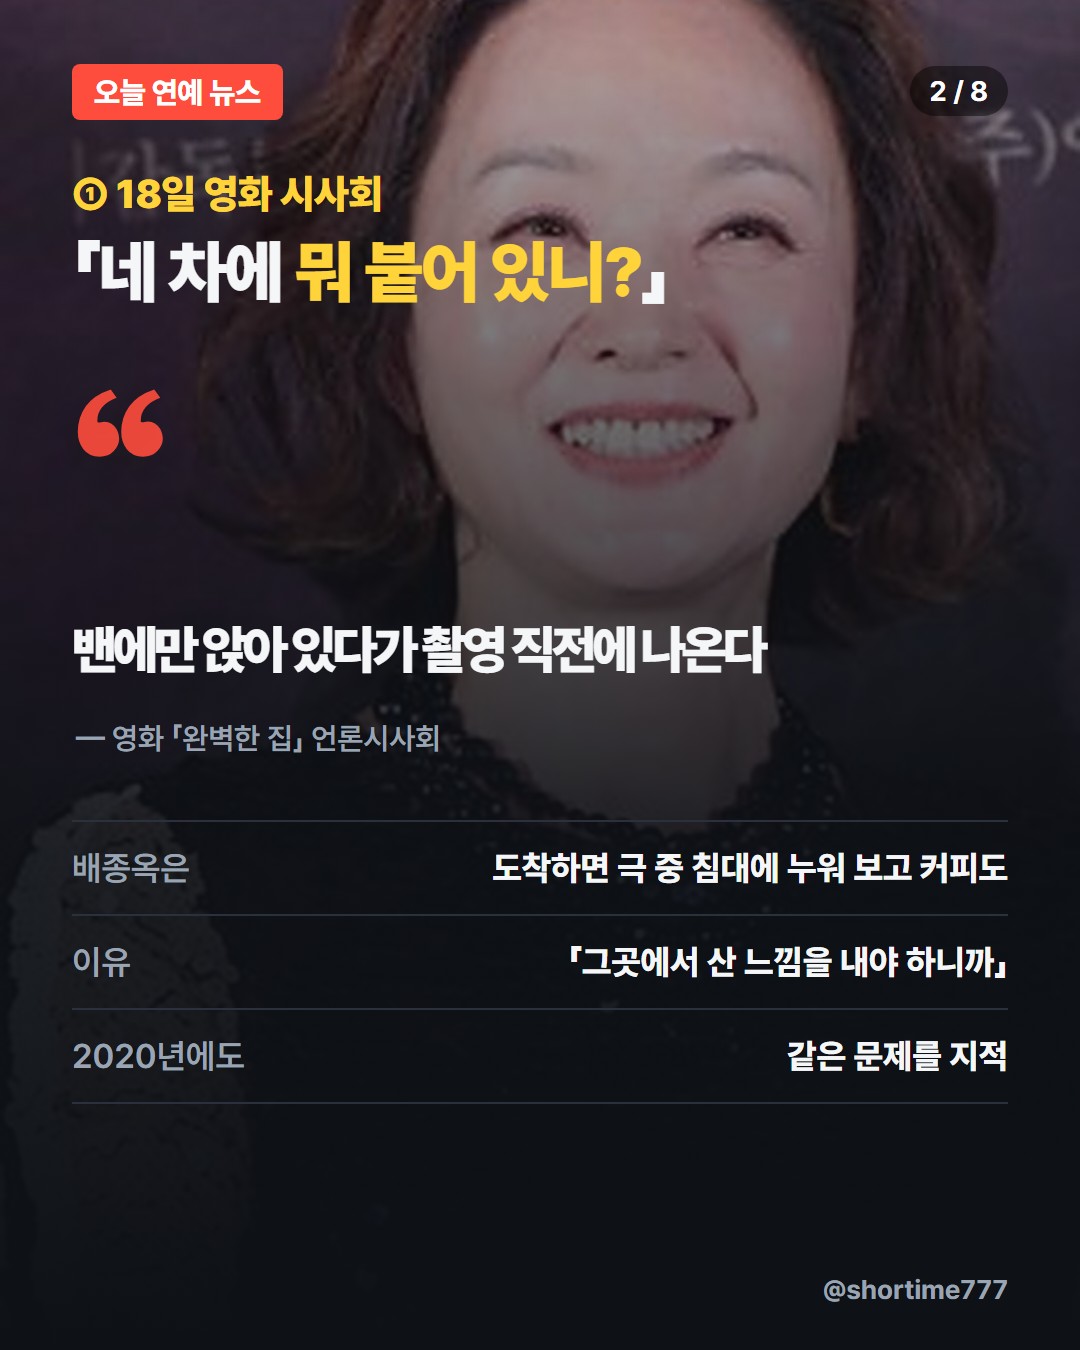 오늘 연예 뉴스
2 / 8
① 18일 영화 시사회
「네 차에 뭐 붙어 있니?」
“
밴에만 앉아 있다가 촬영 직전에 나온다
— 영화 「완벽한 집」 언론시사회
배종옥은 도착하면 극 중 침대에 누워 보고 커피도
이유 「그곳에서 산 느낌을 내야 하니까」
2020년에도 같은 문제를 지적
@shortime777